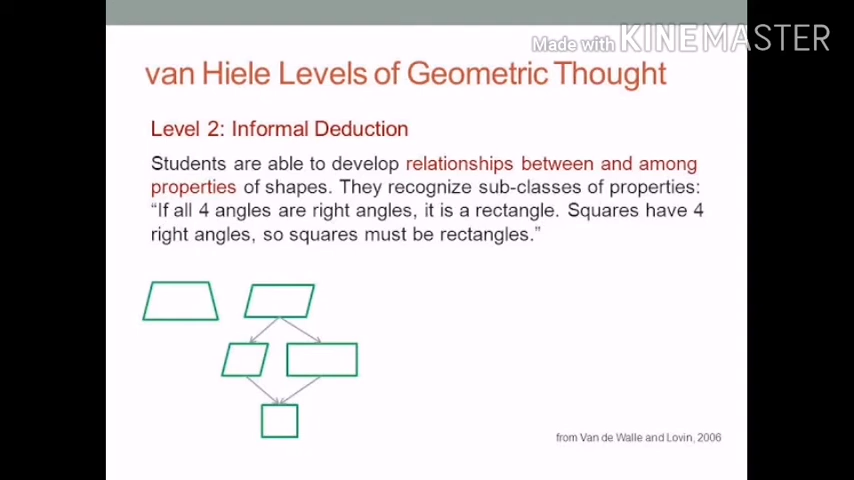 Made with KINEMASTER
van Hiele Levels of Geometric Thought
Level 2: Informal Deduction
Students are able to develop relationships between and among
properties of shapes. They recognize sub-classes of properties:
“If all 4 angles are right angles, it is a rectangle. Squares have 4
right angles, so squares must be rectangles.”
from Van de Walle and Lovin, 2006